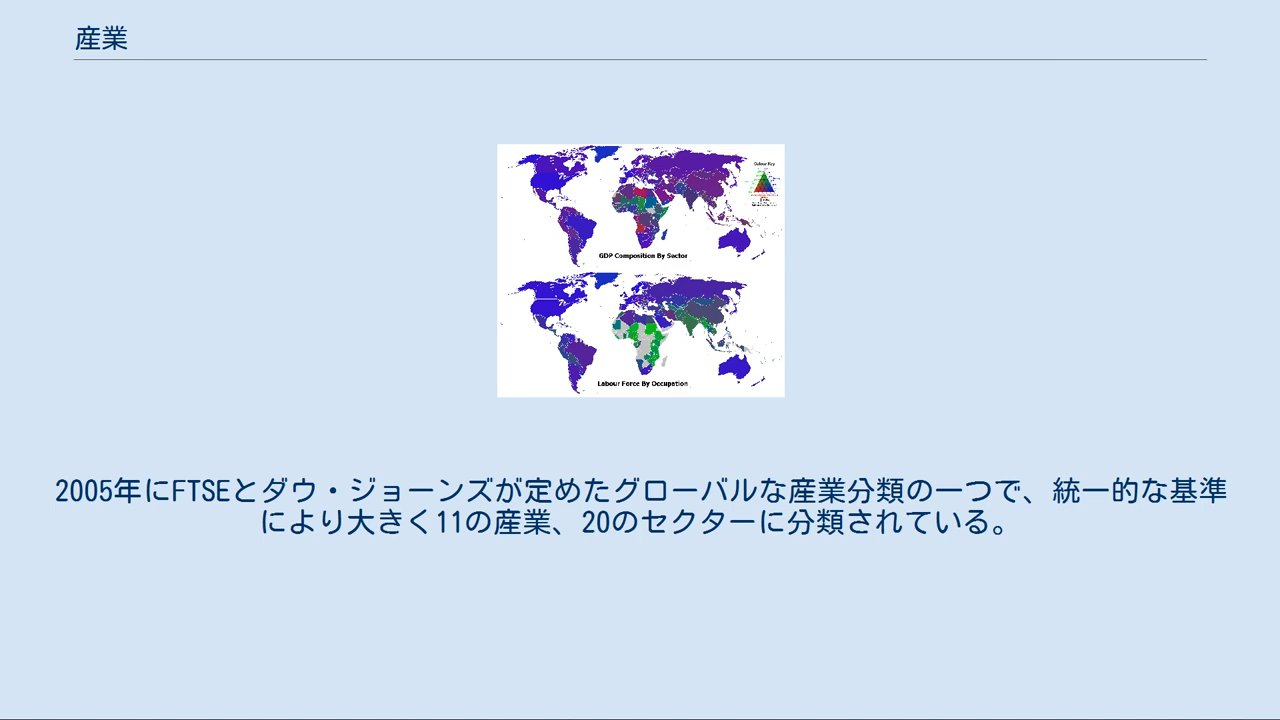 産業
Colour Key
GDP Composition By Sector
Labour Force By Occupation
2005年にFTSEとダウ・ジョーンズが定めたグローバルな産業分類の一つで、統一的な基準
により大きく11の産業、20のセクターに分類されている。